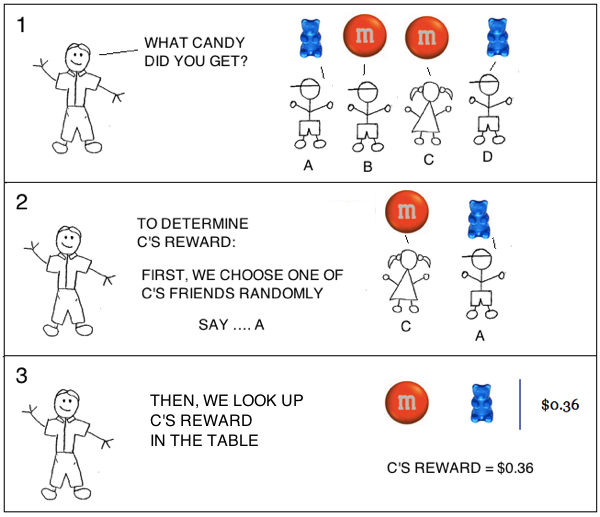 1
WHAT CANDY
DID YOU GET?
m
m
A
B
C
D
2
TO DETERMINE
C'S REWARD:
FIRST, WE CHOOSE ONE OF
C'S FRIENDS RANDOMLY
SAY .... A
m
C
A
3
THEN, WE LOOK UP
C'S REWARD
IN THE TABLE
m
$0.36
C'S REWARD = $0.36